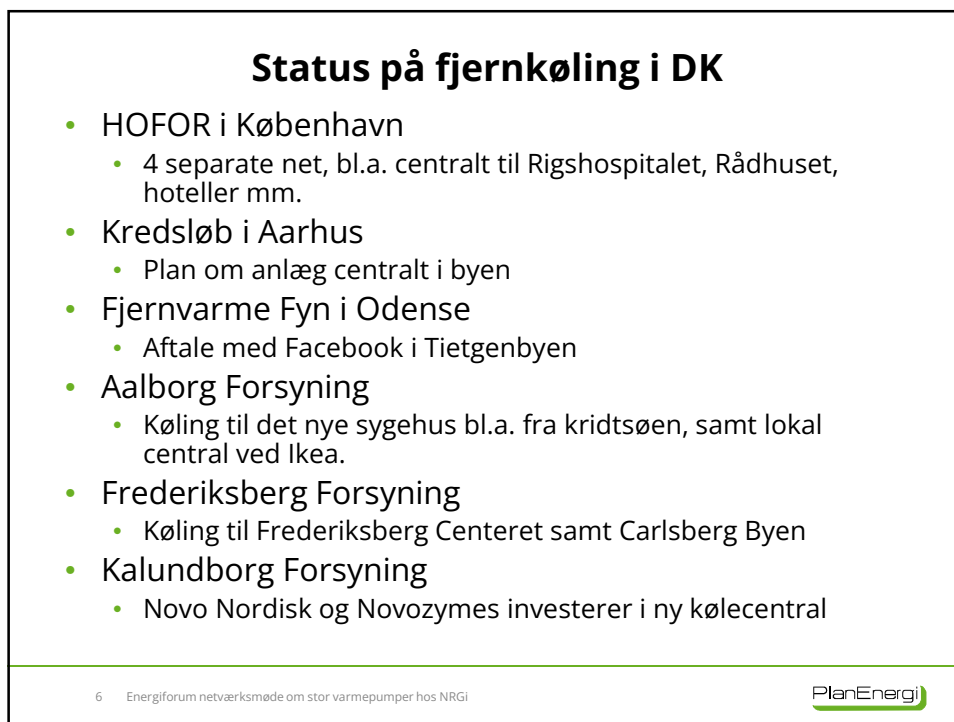 Status på fjernkøling i DK
• HOFOR i København
• 4 separate net, bl.a. centralt til Rigshospitalet, Rådhuset,
hoteller mm.
• Kredsløb i Aarhus
• Plan om anlæg centralt i byen
• Fjernvarme Fyn i Odense
• Aftale med Facebook i Tietgenbyen
• Aalborg Forsyning
• Køling til det nye sygehus bl.a. fra kridtsøen, samt lokal
central ved Ikea.
• Frederiksberg Forsyning
• Køling til Frederiksberg Centeret samt Carlsberg Byen
• Kalundborg Forsyning
• Novo Nordisk og Novozymes investerer i ny kølecentral
6 Energiforum netværksmøde om stor varmepumper hos NRGi
PlanEnergi